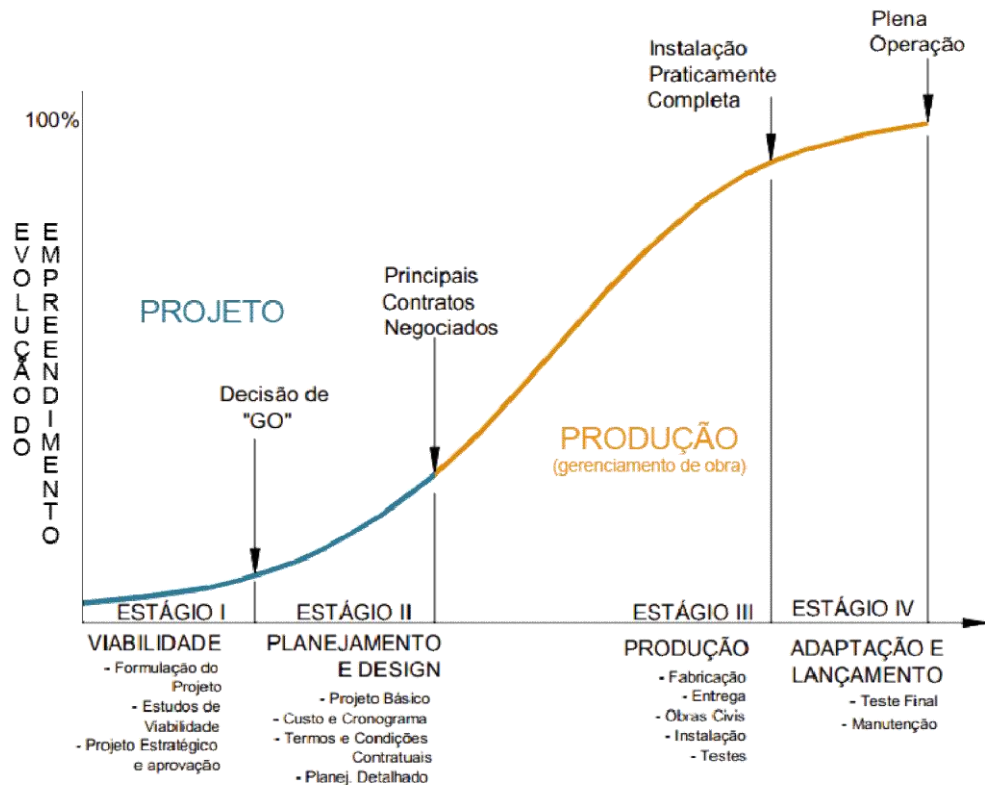 Plena
Operação
Instalação
Praticamente
Completa
100%
EVOLUÇÃO DO
EMPREENDIMENTO
Principais
Contratos
Negociados
PROJETO
Decisão de
"GO"
PRODUÇÃO
(gerenciamento de obra)
ESTÁGIO I
VIABILIDADE
- Formulação do
Projeto
- Estudos de
Viabilidade
- Projeto Estratégico
e aprovação
ESTÁGIO II
PLANEJAMENTO
E DESIGN
- Projeto Básico
- Custo e Cronograma
- Termos e Condições
Contratuais
- Planej. Detalhado
ESTÁGIO III
PRODUÇÃO
- Fabricação
- Entrega
- Obras Civis
- Instalação
- Testes
ESTÁGIO IV
ADAPTAÇÃO E
LANÇAMENTO
- Teste Final
- Manutenção